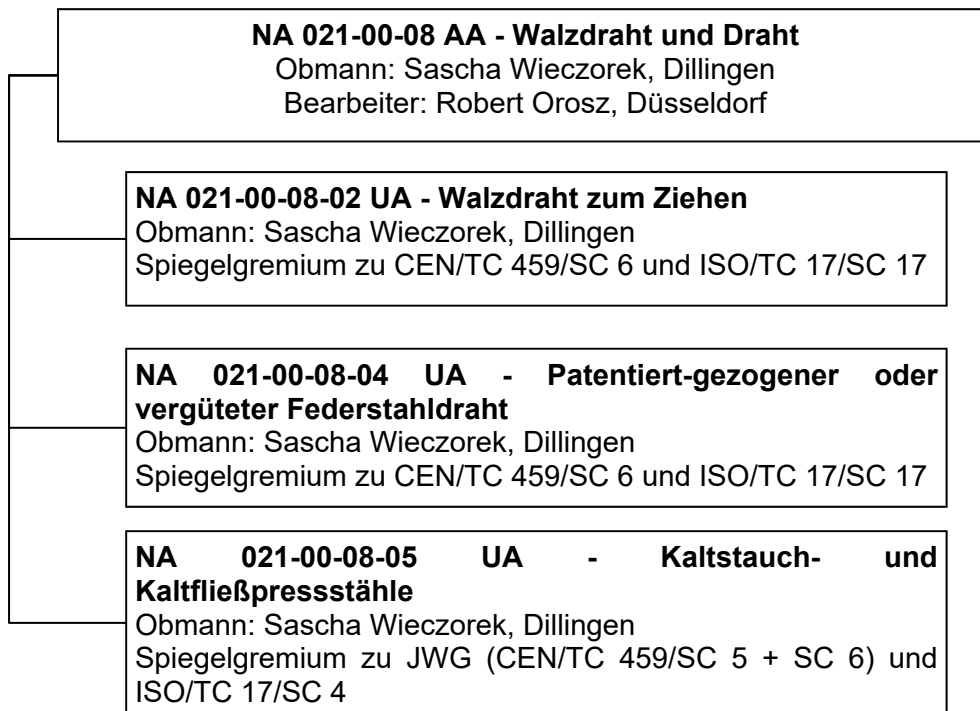 NA 021-00-08 AA - Walzdraht und Draht
Obmann: Sascha Wieczorek, Dillingen
Bearbeiter: Robert Orosz, Düsseldorf
NA 021-00-08-02 UA - Walzdraht zum Ziehen
Obmann: Sascha Wieczorek, Dillingen
Spiegelgremium zu CEN/TC 459/SC 6 und ISO/TC 17/SC 17
NA 021-00-08-04 UA - Patentiert-gezogener oder
vergüteter Federstahldraht
Obmann: Sascha Wieczorek, Dillingen
Spiegelgremium zu CEN/TC 459/SC 6 und ISO/TC 17/SC 17
NA 021-00-08-05 UA - Kaltstauch- und
Kaltfließpressstähle
Obmann: Sascha Wieczorek, Dillingen
Spiegelgremium zu JWG (CEN/TC 459/SC 5 + SC 6) und
ISO/TC 17/SC 4